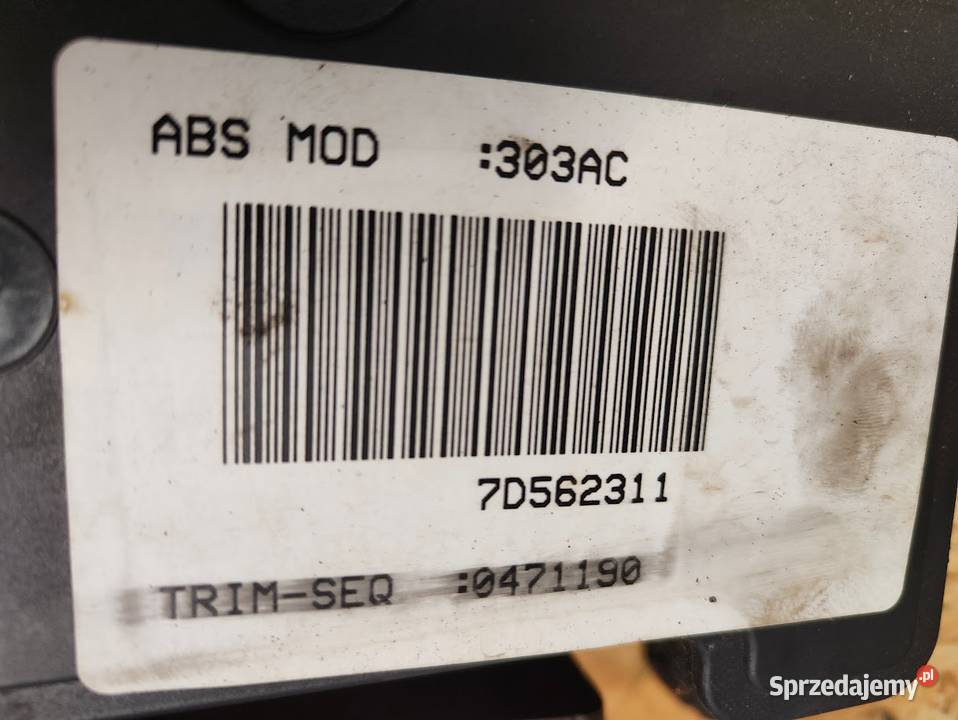 ABS MOD :303AC
7D562311
TRIM-SEQ :0471190
Sprzedajemy.pl